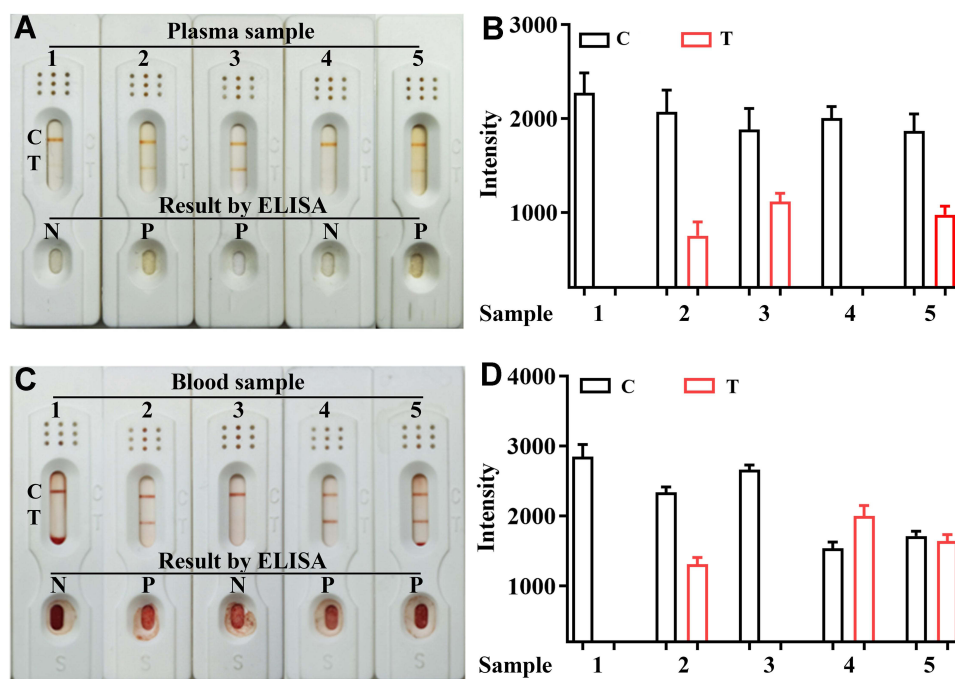 A
Plasma sample
1 2 3 4 5
C
T
C
T
Result by ELISA
N P P N P
B
C T
3000
2000
1000
Intensity
Sample 1 2 3 4 5
C
Blood sample
1 2 3 4 5
C
T
C
T
Result by ELISA
N P N P P
S S S S
D
C T
4000
3000
2000
1000
Intensity
Sample 1 2 3 4 5